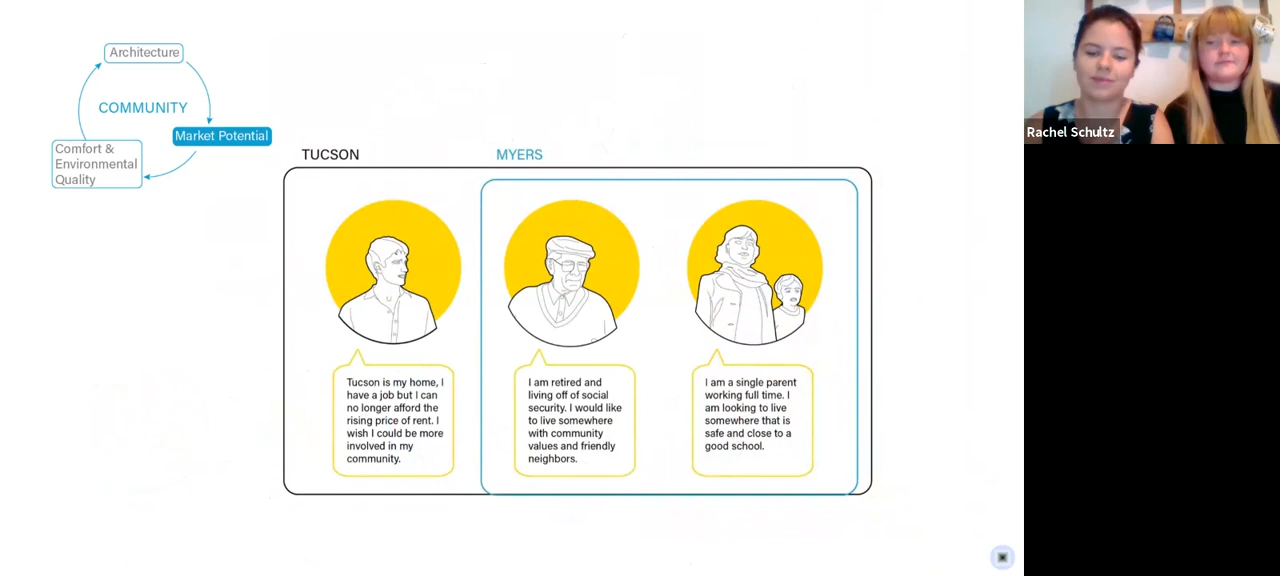 Architecture
COMMUNITY
Market Potential
Comfort &
Environmental
Quality
TUCSON
MYERS
Tucson is my home, I
have a job but I can
no longer afford the
rising price of rent. I
wish I could be more
involved in my
community.
I am retired and
living off of social
security. I would like
to live somewhere
with community
values and friendly
neighbors.
I am a single parent
working full time. I
am looking to live
somewhere that is
safe and close to a
good school.
Rachel Schultz